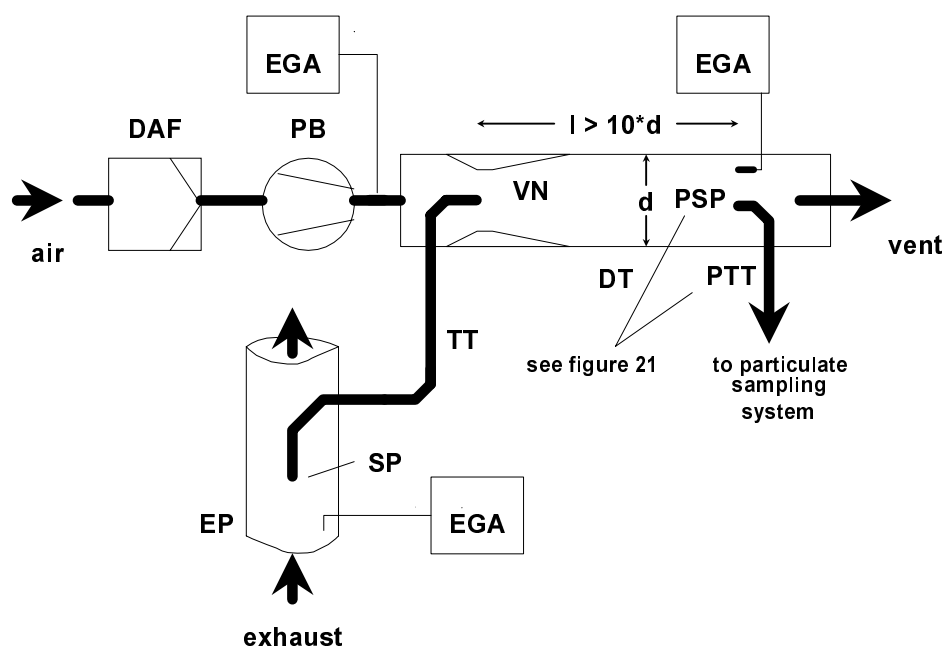 EGA
EGA
DAF
PB
l > 10*d
VN
d
PSP
air
vent
DT
PTT
TT
see figure 21
to particulate
sampling
system
SP
EP
EGA
exhaust